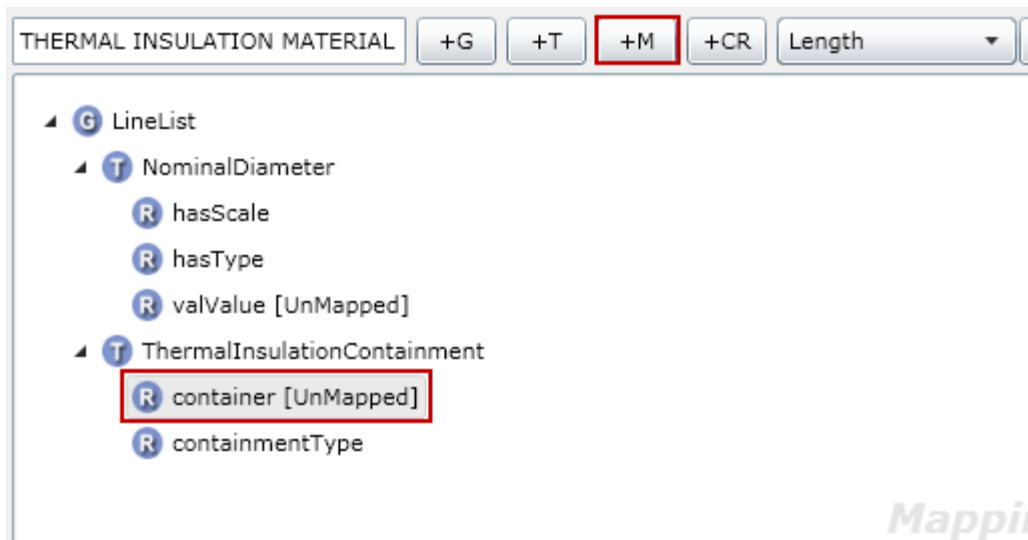 THERMAL INSULATION MATERIAL +G +T +M +CR Length
G LineList
T NominalDiameter
R hasScale
R hasType
R valValue [UnMapped]
T ThermalInsulationContainment
R container [UnMapped]
R containmentType